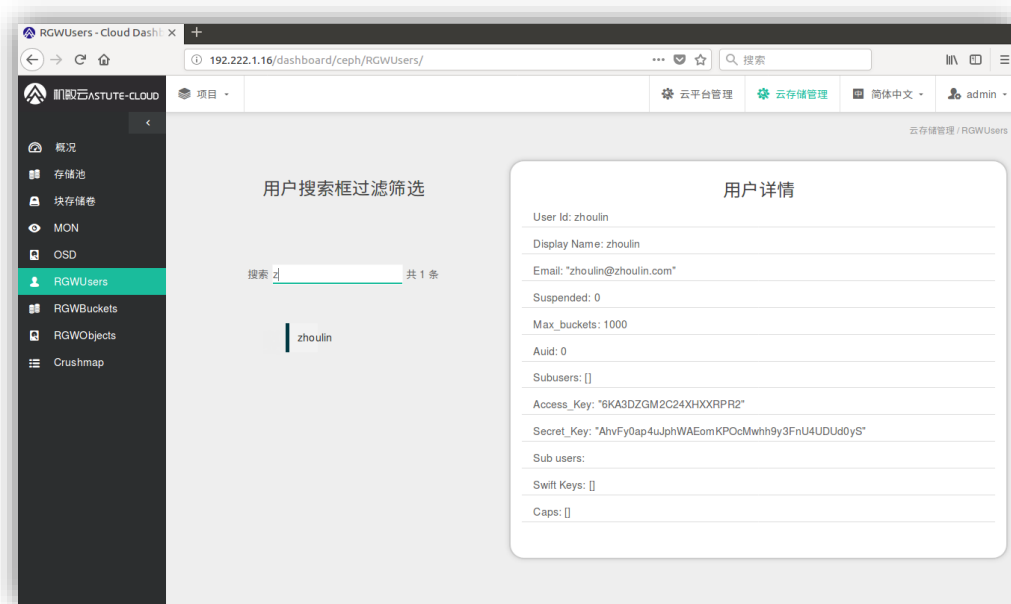 RGWUsers - Cloud Dashb
192.222.1.16/dashboard/ceph/RGWUsers/
搜索
ASTUTE-CLOUD
项目
云平台管理
云存储管理
简体中文
admin
云存储管理 / RGWUsers
概况
存储池
块存储卷
MON
OSD
RGWUsers
RGWBuckets
RGWObjects
Crushmap
用户搜索框过滤筛选
搜索 z 共 1 条
zhoulin
用户详情
User Id: zhoulin
Display Name: zhoulin
Email: "zhoulin@zhoulin.com"
Suspended: 0
Max_buckets: 1000
Auid: 0
Subusers: []
Access_Key: "6KA3DZGM2C24XHXXRPR2"
Secret_Key: "AhvFy0ap4uJphWAEomKPOcMwhh9y3FnU4UDUd0yS"
Sub users:
Swift Keys: []
Caps: []